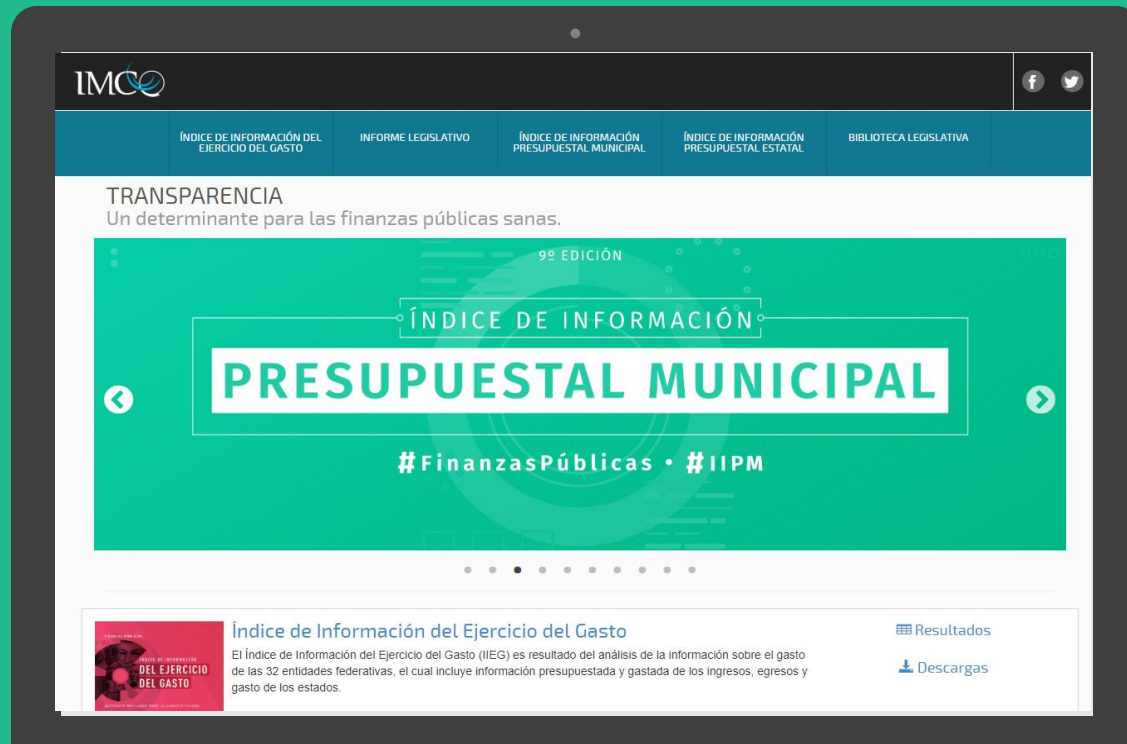 IMCO
ÍNDICE DE INFORMACIÓN DEL
EJERCICIO DEL GASTO
INFORME LEGISLATIVO
ÍNDICE DE INFORMACIÓN
PRESUPUESTAL MUNICIPAL
ÍNDICE DE INFORMACIÓN
PRESUPUESTAL ESTATAL
BIBLIOTECA LEGISLATIVA
TRANSPARENCIA
Un determinante para las finanzas públicas sanas.
9º EDICIÓN
ÍNDICE DE INFORMACIÓN
PRESUPUESTAL MUNICIPAL
#FinanzasPúblicas • #IIPM
ÍNDICE DE INFORMACIÓN
DEL EJERCICIO
DEL GASTO
Índice de Información del Ejercicio del Gasto
El Índice de Información del Ejercicio del Gasto (IIEG) es resultado del análisis de la información sobre el gasto
de las 32 entidades federativas, el cual incluye información presupuestada y gastada de los ingresos, egresos y
gasto de los estados.
Resultados
Descargas